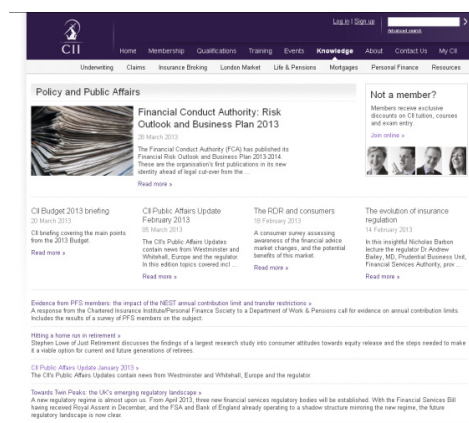 Log in | Sign up
Advanced search
CII
Home Membership Qualifications Training Events Knowledge About Contact Us My CII
Underwriting Claims Insurance Broking London Market Life & Pensions Mortgages Personal Finance Resources
Policy and Public Affairs
Financial Conduct Authority: Risk
Outlook and Business Plan 2013
28 March 2013
The Financial Conduct Authority (FCA) has published its
Financial Risk Outlook and Business Plan 2013-2014.
These are the organisation's first publications in its new
identity ahead of legal cut-over from the ...
Read more »
Not a member?
Members receive exclusive
discounts on CII tuition, courses
and exam entry.
Join online »
CII Budget 2013 briefing
20 March 2013
CII briefing covering the main points
from the 2013 Budget.
Read more »
CII Public Affairs Update
February 2013
05 March 2013
The CII's Public Affairs Updates
contain news from Westminster and
Whitehall, Europe and the regulator.
In this edition topics covered incl ...
Read more »
The RDR and consumers
18 February 2013
A consumer survey assessing
awareness of the financial advice
market changes, and the potential
benefits of this market.
Read more »
The evolution of insurance
regulation
14 February 2013
In this insightful Nicholas Barbon
lecture the regulator Dr Andrew
Bailey, MD, Prudential Business Unit,
Financial Services Authority, prov ...
Read more »
Evidence from PFS members: the impact of the NEST annual contribution limit and transfer restrictions »
A response from the Chartered Insurance Institute/Personal Finance Society to a Department of Work & Pensions call for evidence on annual contribution limits.
Includes the results of a survey of PFS members on the subject.
Hitting a home run in retirement »
Stephen Lowe of Just Retirement discusses the findings of a largest research study into consumer attitudes towards equity release and the steps needed to make
it a viable option for current and future generations of retirees.
CII Public Affairs Update January 2013 »
The CII's Public Affairs Updates contain news from Westminster and Whitehall, Europe and the regulator.
Towards Twin Peaks: the UK's emerging regulatory landscape »
A new regulatory regime is almost upon us. From April 2013, three new financial services regulatory bodies will be established. With the Financial Services Bill
having received Royal Assent in December, and the FSA and Bank of England already operating to a shadow structure mirroring the new regime, the future
regulatory landscape is now clear.